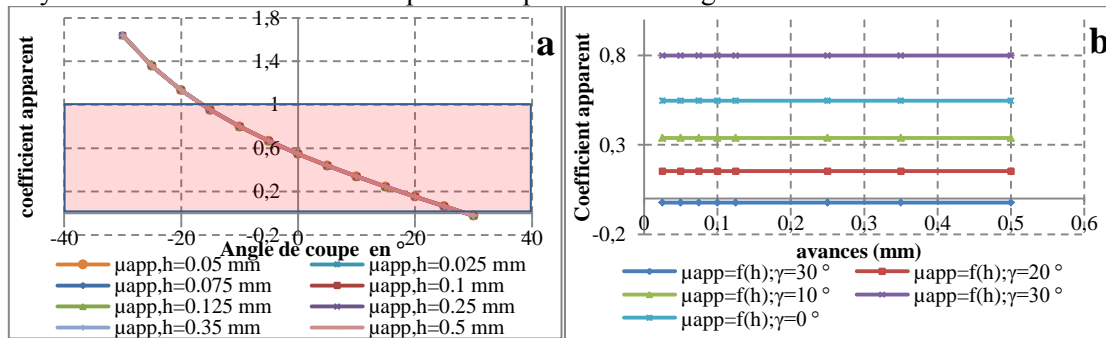 a
coefficient apparent
1,8
1,4
1
0,6
0,2
-0,2
-40
-20
0
20
40
Angle de coupe en °
µapp,h=0.05 mm
µapp,h=0.025 mm
µapp,h=0.075 mm
µapp,h=0.1 mm
µapp,h=0.125 mm
µapp,h=0.25 mm
µapp,h=0.35 mm
µapp,h=0.5 mm
b
Coefficient apparent
0,8
0,3
-0,2
0
0,1
0,2
0,3
0,4
0,5
0,6
avances (mm)
µapp=f(h);γ=30 °
µapp=f(h);γ=20 °
µapp=f(h);γ=10 °
µapp=f(h);γ=30 °
µapp=f(h);γ=0 °